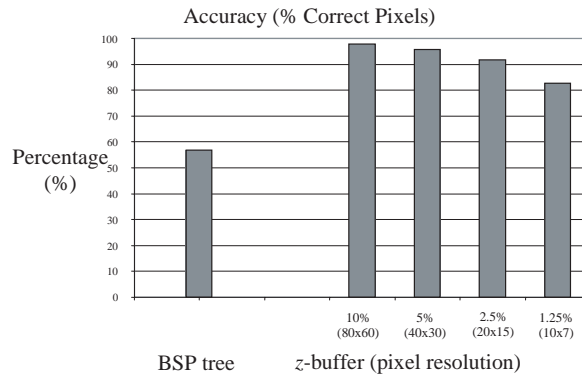 Accuracy (% Correct Pixels)
100
90
80
70
60
50
40
30
20
10
0
Percentage
(%)
10% 5% 2.5% 1.25%
(80x60) (40x30) (20x15) (10x7)
BSP tree z-buffer (pixel resolution)